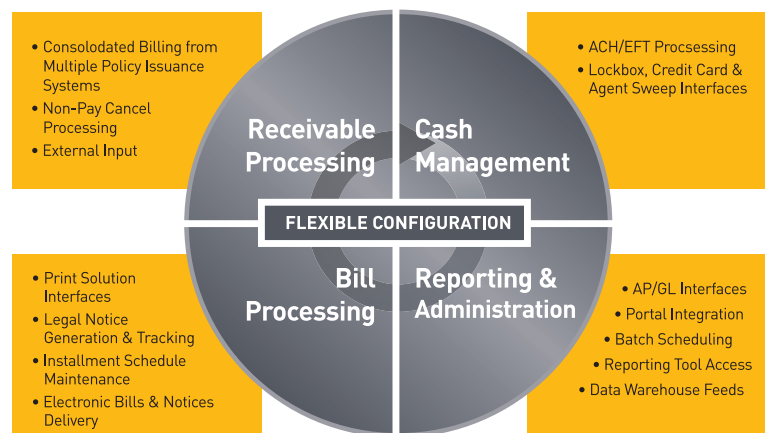 • Consolodated Billing from
Multiple Policy Issuance
Systems
• Non-Pay Cancel
Processing
• External Input
• ACH/EFT Procsessing
• Lockbox, Credit Card &
Agent Sweep Interfaces
Receivable
Processing
Cash
Management
FLEXIBLE CONFIGURATION
Bill
Processing
Reporting &
Administration
• Print Solution
Interfaces
• Legal Notice
Generation & Tracking
• Installment Schedule
Maintenance
• Electronic Bills & Notices
Delivery
• AP/GL Interfaces
• Portal Integration
• Batch Scheduling
• Reporting Tool Access
• Data Warehouse Feeds